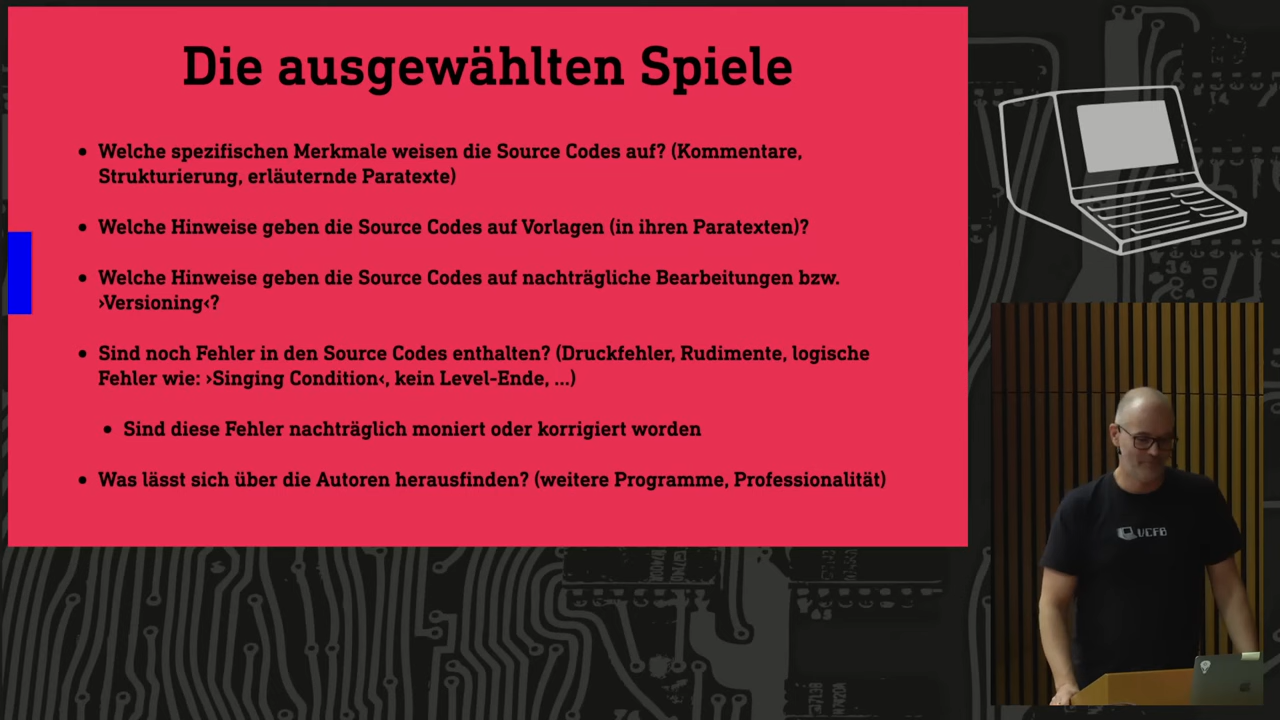 Die ausgewählten Spiele
• Welche spezifischen Merkmale weisen die Source Codes auf? (Kommentare,
Strukturierung, erläuternde Paratexte)
• Welche Hinweise geben die Source Codes auf Vorlagen (in ihren Paratexten)?
• Welche Hinweise geben die Source Codes auf nachträgliche Bearbeitungen bzw.
›Versioning‹?
• Sind noch Fehler in den Source Codes enthalten? (Druckfehler, Rudimente, logische
Fehler wie: ›Singing Condition‹, kein Level-Ende, ...)
• Sind diese Fehler nachträglich moniert oder korrigiert worden
• Was lässt sich über die Autoren herausfinden? (weitere Programme, Professionalität)
VCFB